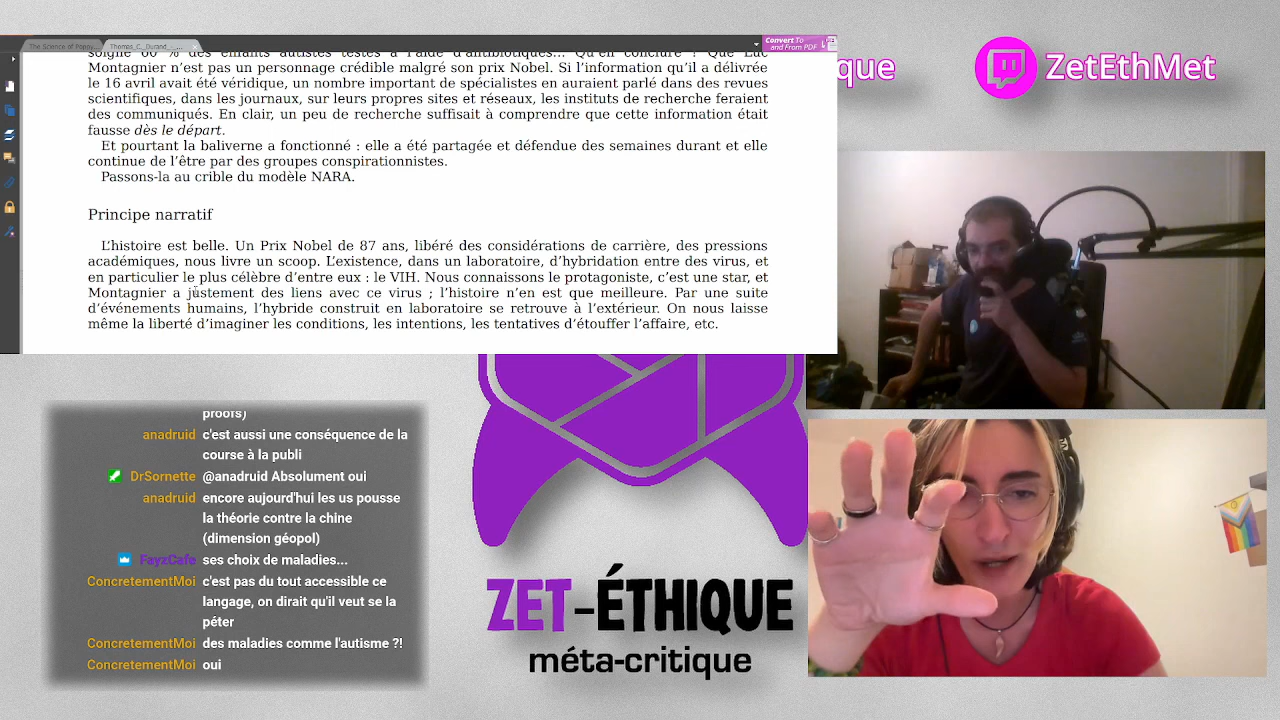 The Science of Poppy...
Thomas_C._Durand_-_...
Convert To
and From PDF
Montagnier n’est pas un personnage crédible malgré son prix Nobel. Si l’information qu’il a délivrée
le 16 avril avait été véridique, un nombre important de spécialistes en auraient parlé dans des revues
scientifiques, dans les journaux, sur leurs propres sites et réseaux, les instituts de recherche feraient
des communiqués. En clair, un peu de recherche suffisait à comprendre que cette information était
fausse dès le départ.
Et pourtant la baliverne a fonctionné : elle a été partagée et défendue des semaines durant et elle
continue de l’être par des groupes conspirationnistes.
Passons-la au crible du modèle NARA.
Principe narratif
L’histoire est belle. Un Prix Nobel de 87 ans, libéré des considérations de carrière, des pressions
académiques, nous livre un scoop. L’existence, dans un laboratoire, d’hybridation entre des virus, et
en particulier le plus célèbre d’entre eux : le VIH. Nous connaissons le protagoniste, c’est une star, et
Montagnier a justement des liens avec ce virus ; l’histoire n’en est que meilleure. Par une suite
d’événements humains, l’hybride construit en laboratoire se retrouve à l’extérieur. On nous laisse
même la liberté d’imaginer les conditions, les intentions, les tentatives d’étouffer l’affaire, etc.
ique
ZetEthMet
proofs)
anadruid c'est aussi une conséquence de la
course à la publi
DrSornette @anadruid Absolument oui
anadruid encore aujourd'hui les us pousse
la théorie contre la chine
(dimension géopol)
FayzCafe ses choix de maladies...
ConcretementMoi c'est pas du tout accessible ce
langage, on dirait qu'il veut se la
péter
ConcretementMoi des maladies comme l'autisme ?!
ConcretementMoi oui
ZET-ÉTHIQUE
méta-critique